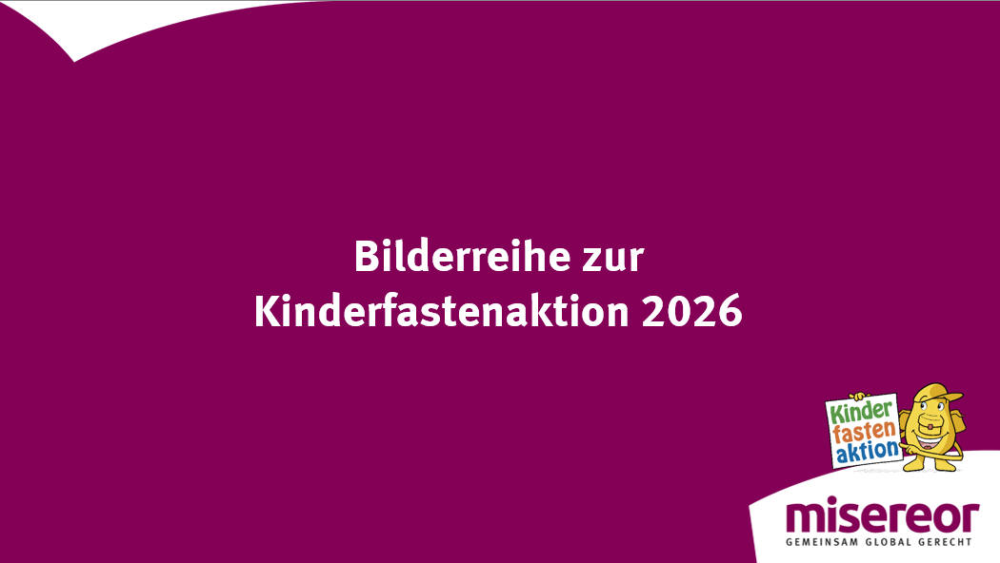 Bilderreihe zur
Kinderfastenaktion 2026
Kinder
fasten
aktion
misereor
GEMEINSAM GLOBAL GERECHT